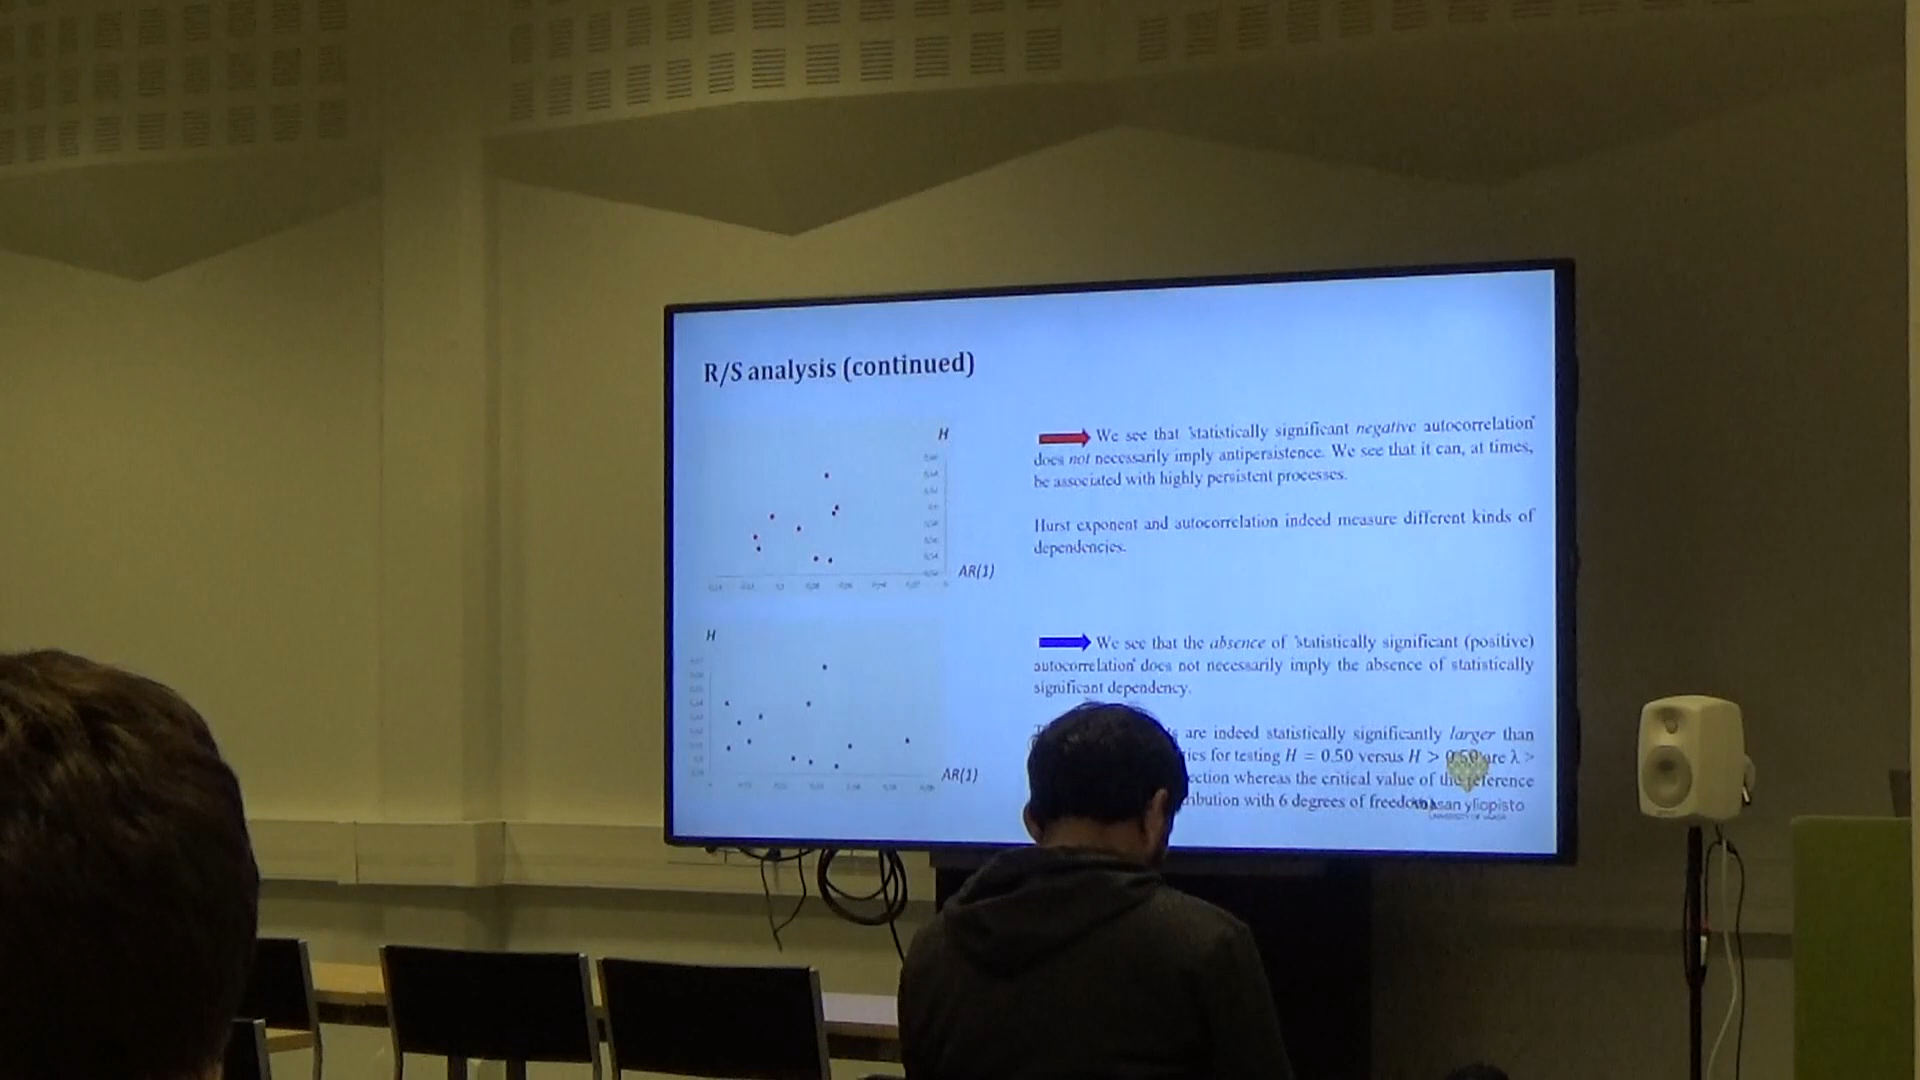 R/S analysis (continued)
H
AR(1)
H
AR(1)
We see that 'statistically significant negative autocorrelation'
does not necessarily imply antipersistence. We see that it can, at times,
be associated with highly persistent processes.
Hurst exponent and autocorrelation indeed measure different kinds of
dependencies.
We see that the absence of 'statistically significant (positive)
autocorrelation' does not necessarily imply the absence of statistically
significant dependency.
are indeed statistically significantly larger than
for testing H = 0.50 versus H > 0.50 are λ >
whereas the critical value of the reference
with 6 degrees of freedom
yliopisto
UNIVERSITY OF VAASA